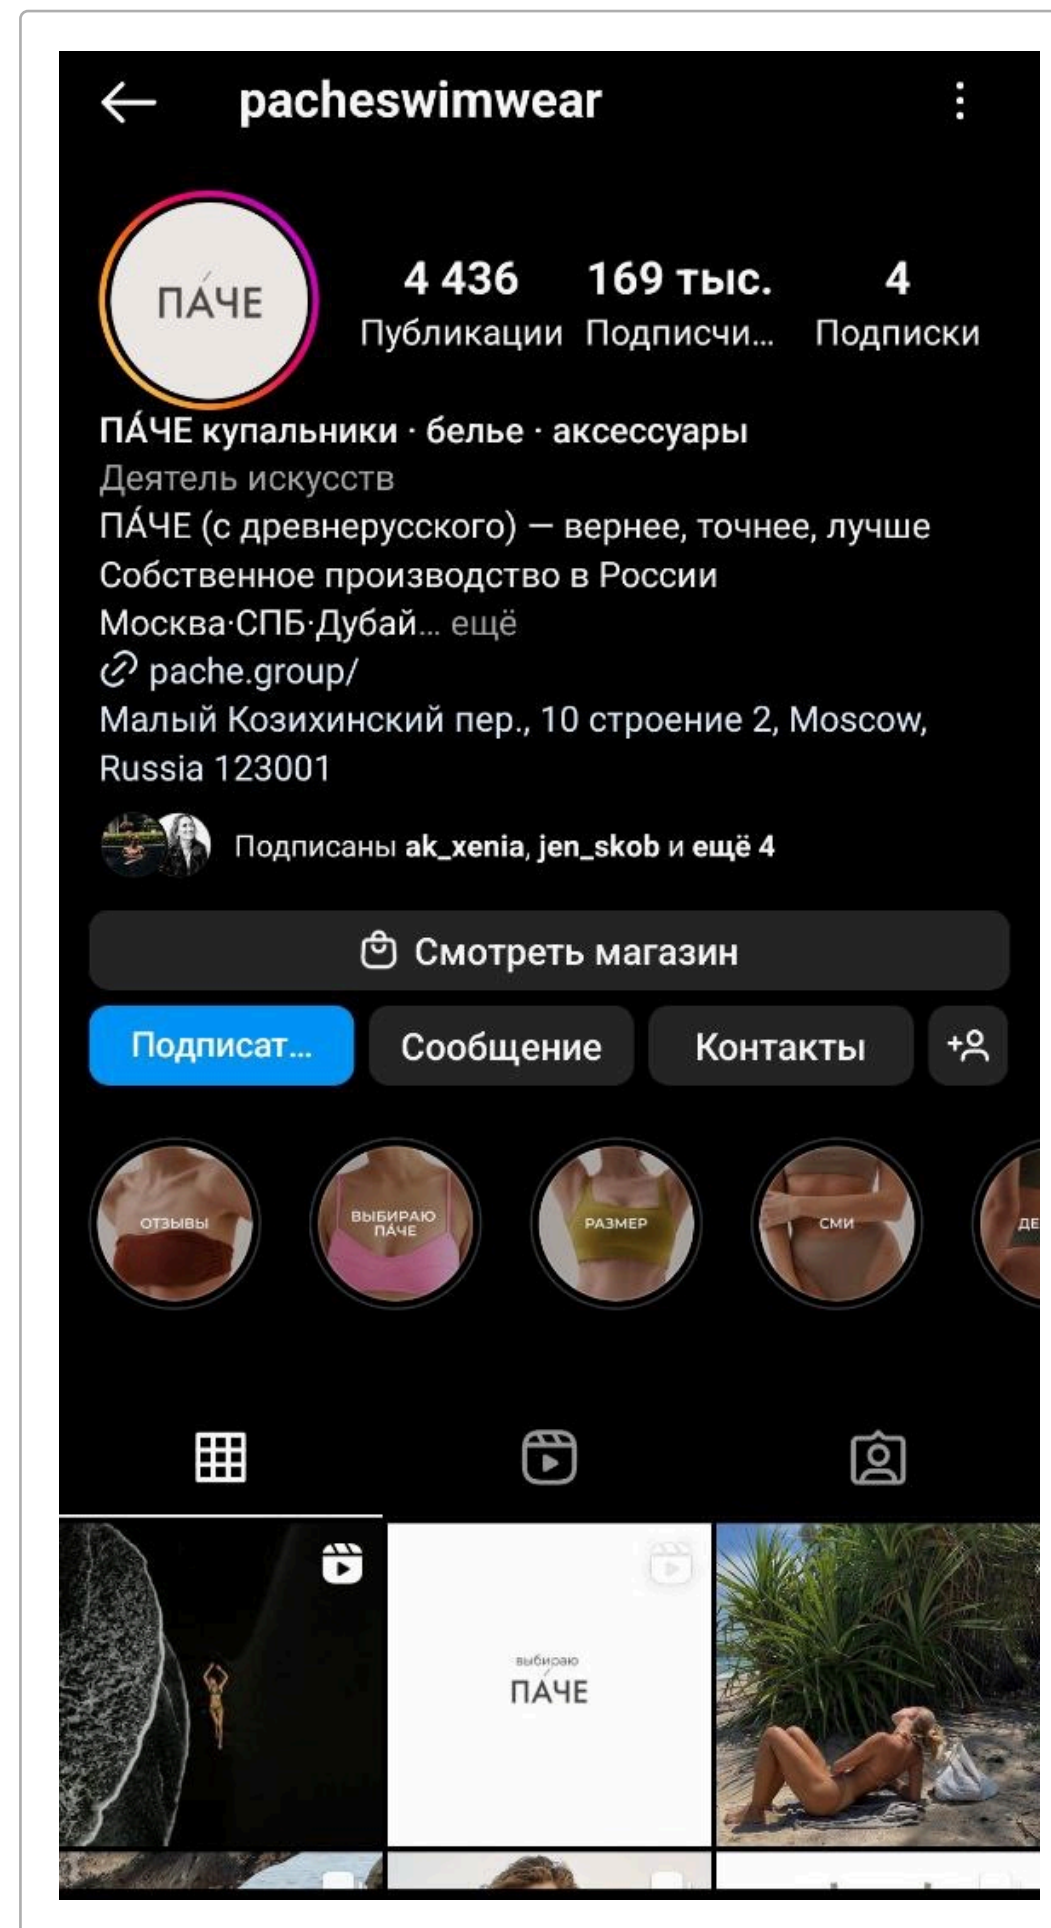 pacheswimwear
ПА́ЧЕ
4 436 169 тыс. 4
Публикации Подписчи... Подписки
ПА́ЧЕ купальники · белье · аксессуары
Деятель искусств
ПА́ЧЕ (с древнерусского) — вернее, точнее, лучше
Собственное производство в России
Москва·СПБ·Дубай... ещё
pache.group/
Малый Козихинский пер., 10 строение 2, Moscow,
Russia 123001
Подписаны ak_xenia, jen_skob и ещё 4
Смотреть магазин
Подписат... Сообщение Контакты
ОТЗЫВЫ
ВЫБИРАЮ
ПА́ЧЕ
РАЗМЕР
СМИ
ДЕ
выбираю
ПА́ЧЕ